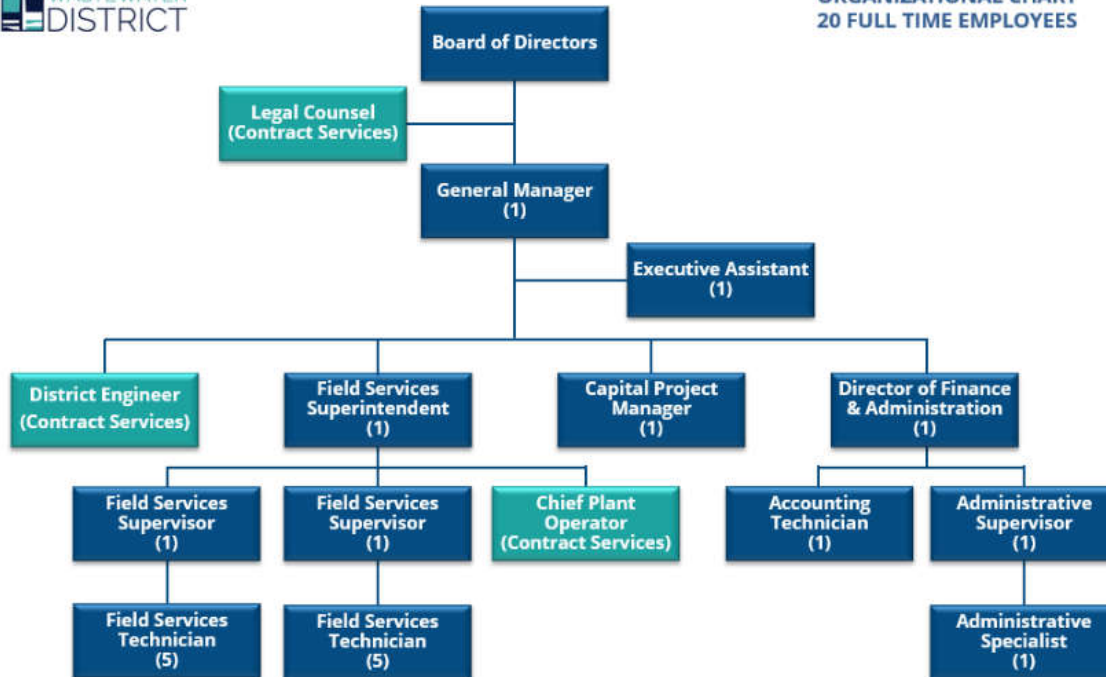 DISTRICT
ORGANIZATIONAL CHART
20 FULL TIME EMPLOYEES
Board of Directors
Legal Counsel
(Contract Services)
General Manager
(1)
Executive Assistant
(1)
District Engineer
(Contract Services)
Field Services
Superintendent
(1)
Capital Project
Manager
(1)
Director of Finance
& Administration
(1)
Field Services
Supervisor
(1)
Field Services
Supervisor
(1)
Chief Plant
Operator
(Contract Services)
Accounting
Technician
(1)
Administrative
Supervisor
(1)
Field Services
Technician
(5)
Field Services
Technician
(5)
Administrative
Specialist
(1)